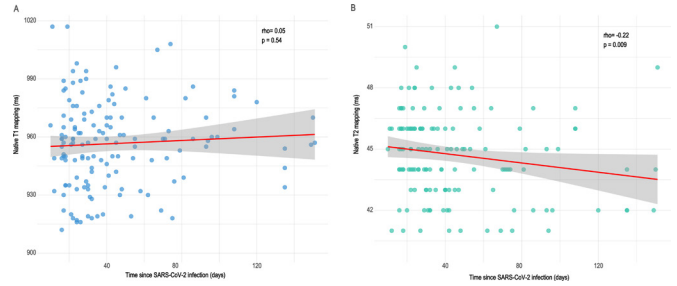 A
rho= 0.05
p = 0.54
1020
990
960
930
900
Native T1 mapping (ms)
40
80
120
Time since SARS-CoV-2 infection (days)
B
rho= -0.22
p = 0.009
51
48
45
42
Native T2 mapping (ms)
40
80
120
Time since SARS-CoV-2 infection (days)